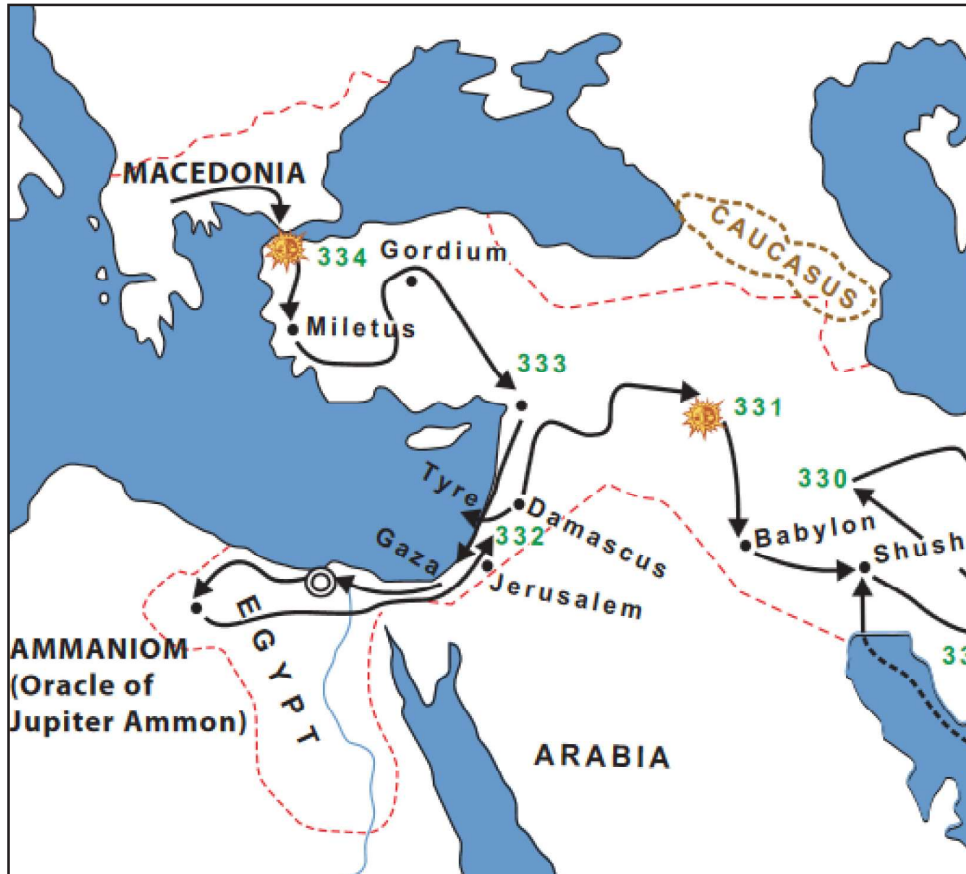 MACEDONIA
334
Gordium
CAUCASUS
Miletus
333
331
Tyre
330
Damascus
Babylon
Gaza
332
Shush
Jerusalem
EGYPT
AMMANIOM
(Oracle of
Jupiter Ammon)
33
ARABIA